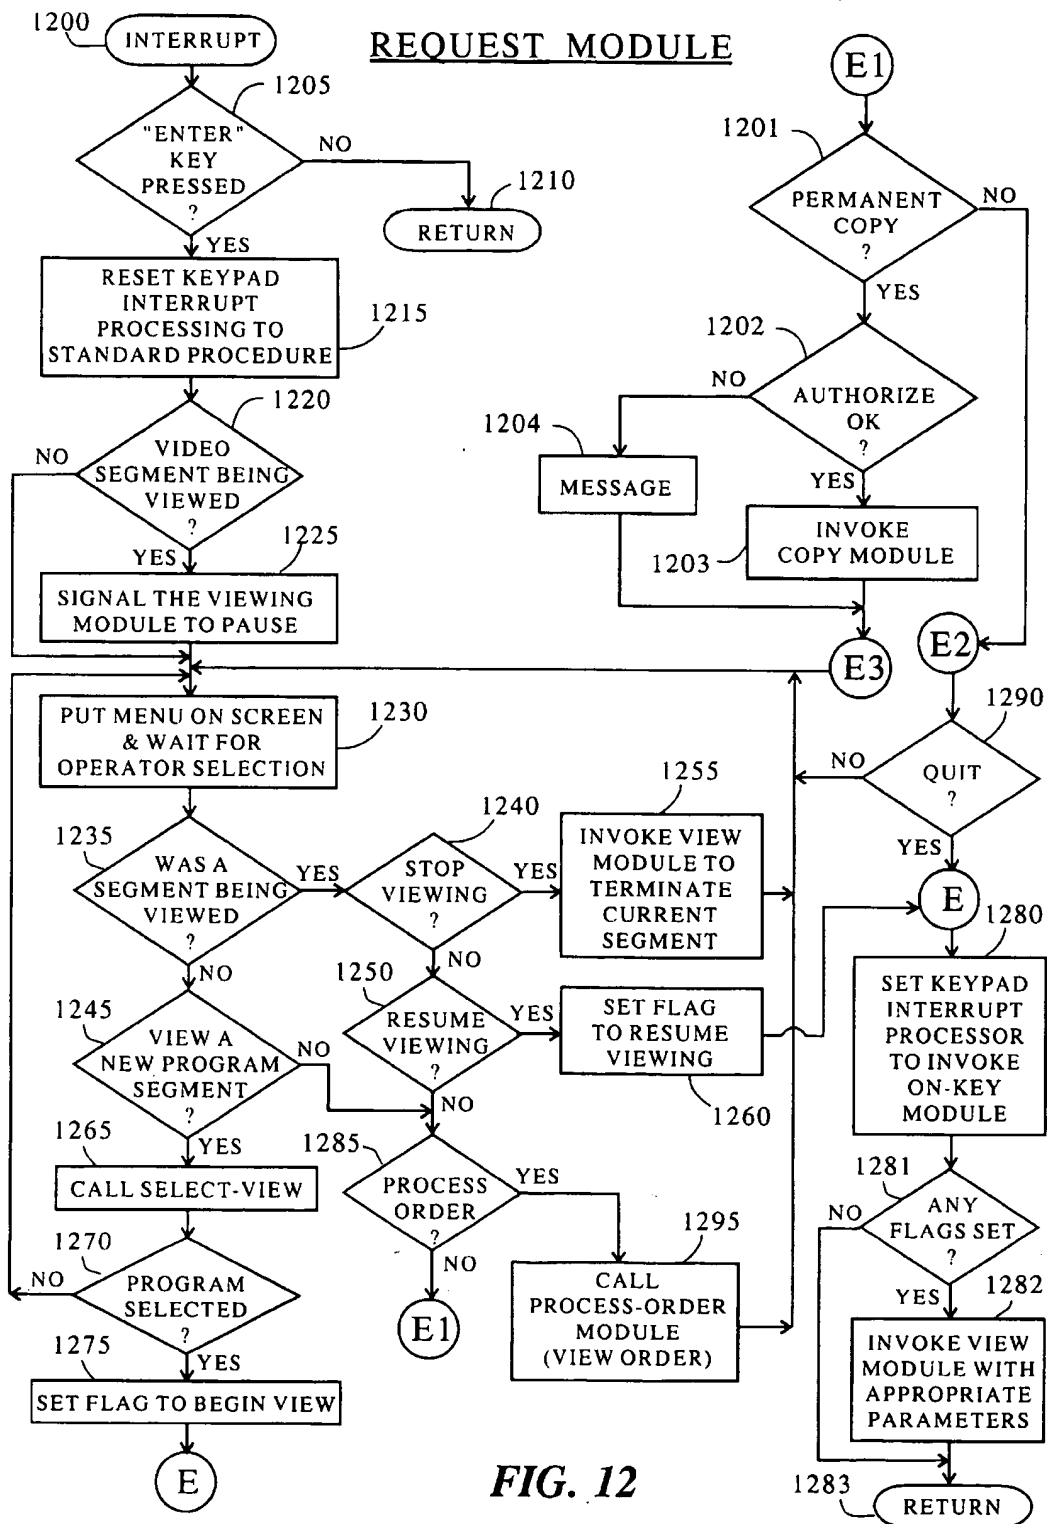 REQUEST MODULE
1200
INTERRUPT
1205
"ENTER"
KEY
PRESSED
?
NO
1210
RETURN
YES
RESET KEYPAD
INTERRUPT
PROCESSING TO
STANDARD PROCEDURE
1215
1220
NO
VIDEO
SEGMENT BEING
VIEWED
?
YES
1225
SIGNAL THE VIEWING
MODULE TO PAUSE
PUT MENU ON SCREEN
& WAIT FOR
OPERATOR SELECTION
1230
1235
WAS A
SEGMENT BEING
VIEWED
?
YES
NO
1240
STOP
VIEWING
?
YES
NO
1255
INVOKE VIEW
MODULE TO
TERMINATE
CURRENT
SEGMENT
1245
VIEW A
NEW PROGRAM
SEGMENT
?
NO
YES
1250
RESUME
VIEWING
?
YES
NO
SET FLAG
TO RESUME
VIEWING
1260
1265
CALL SELECT-VIEW
1285
PROCESS
ORDER
?
YES
NO
E1
1295
CALL
PROCESS-ORDER
MODULE
(VIEW ORDER)
1270
NO
PROGRAM
SELECTED
?
YES
1275
SET FLAG TO BEGIN VIEW
E
E1
1201
PERMANENT
COPY
?
NO
YES
1202
NO
AUTHORIZE
OK
?
YES
1204
MESSAGE
INVOKE
COPY MODULE
1203
E3
E2
1290
NO
QUIT
?
YES
E
1280
SET KEYPAD
INTERRUPT
PROCESSOR
TO INVOKE
ON-KEY
MODULE
1281
NO
ANY
FLAGS SET
?
YES
1282
INVOKE VIEW
MODULE WITH
APPROPRIATE
PARAMETERS
1283
RETURN
FIG. 12